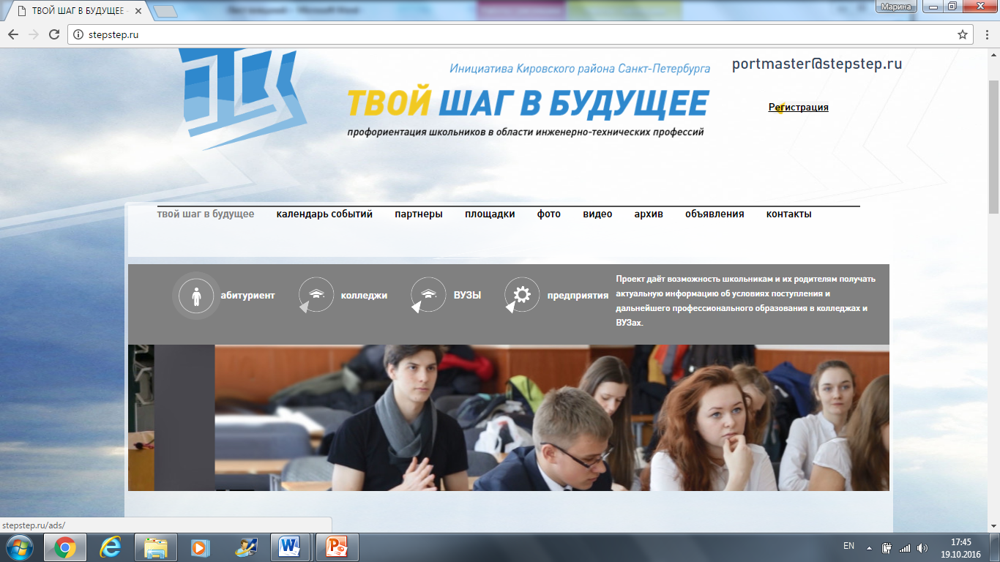 ТВОЙ ШАГ В БУДУЩЕЕ -
Марина
stepstep.ru
Инициатива Кировского района Санкт-Петербурга
portmaster@stepstep.ru
ТВОЙ ШАГ В БУДУЩЕЕ
Регистрация
профориентация школьников в области инженерно-технических профессий
твой шаг в будущее календарь событий партнеры площадки фото видео архив объявления контакты
абитуриент колледжи ВУЗЫ предприятия
Проект даёт возможность школьникам и их родителям получать
актуальную информацию об условиях поступления и
дальнейшего профессионального образования в колледжах и
ВУЗах.
stepstep.ru/ads/
EN
17:45
19.10.2016